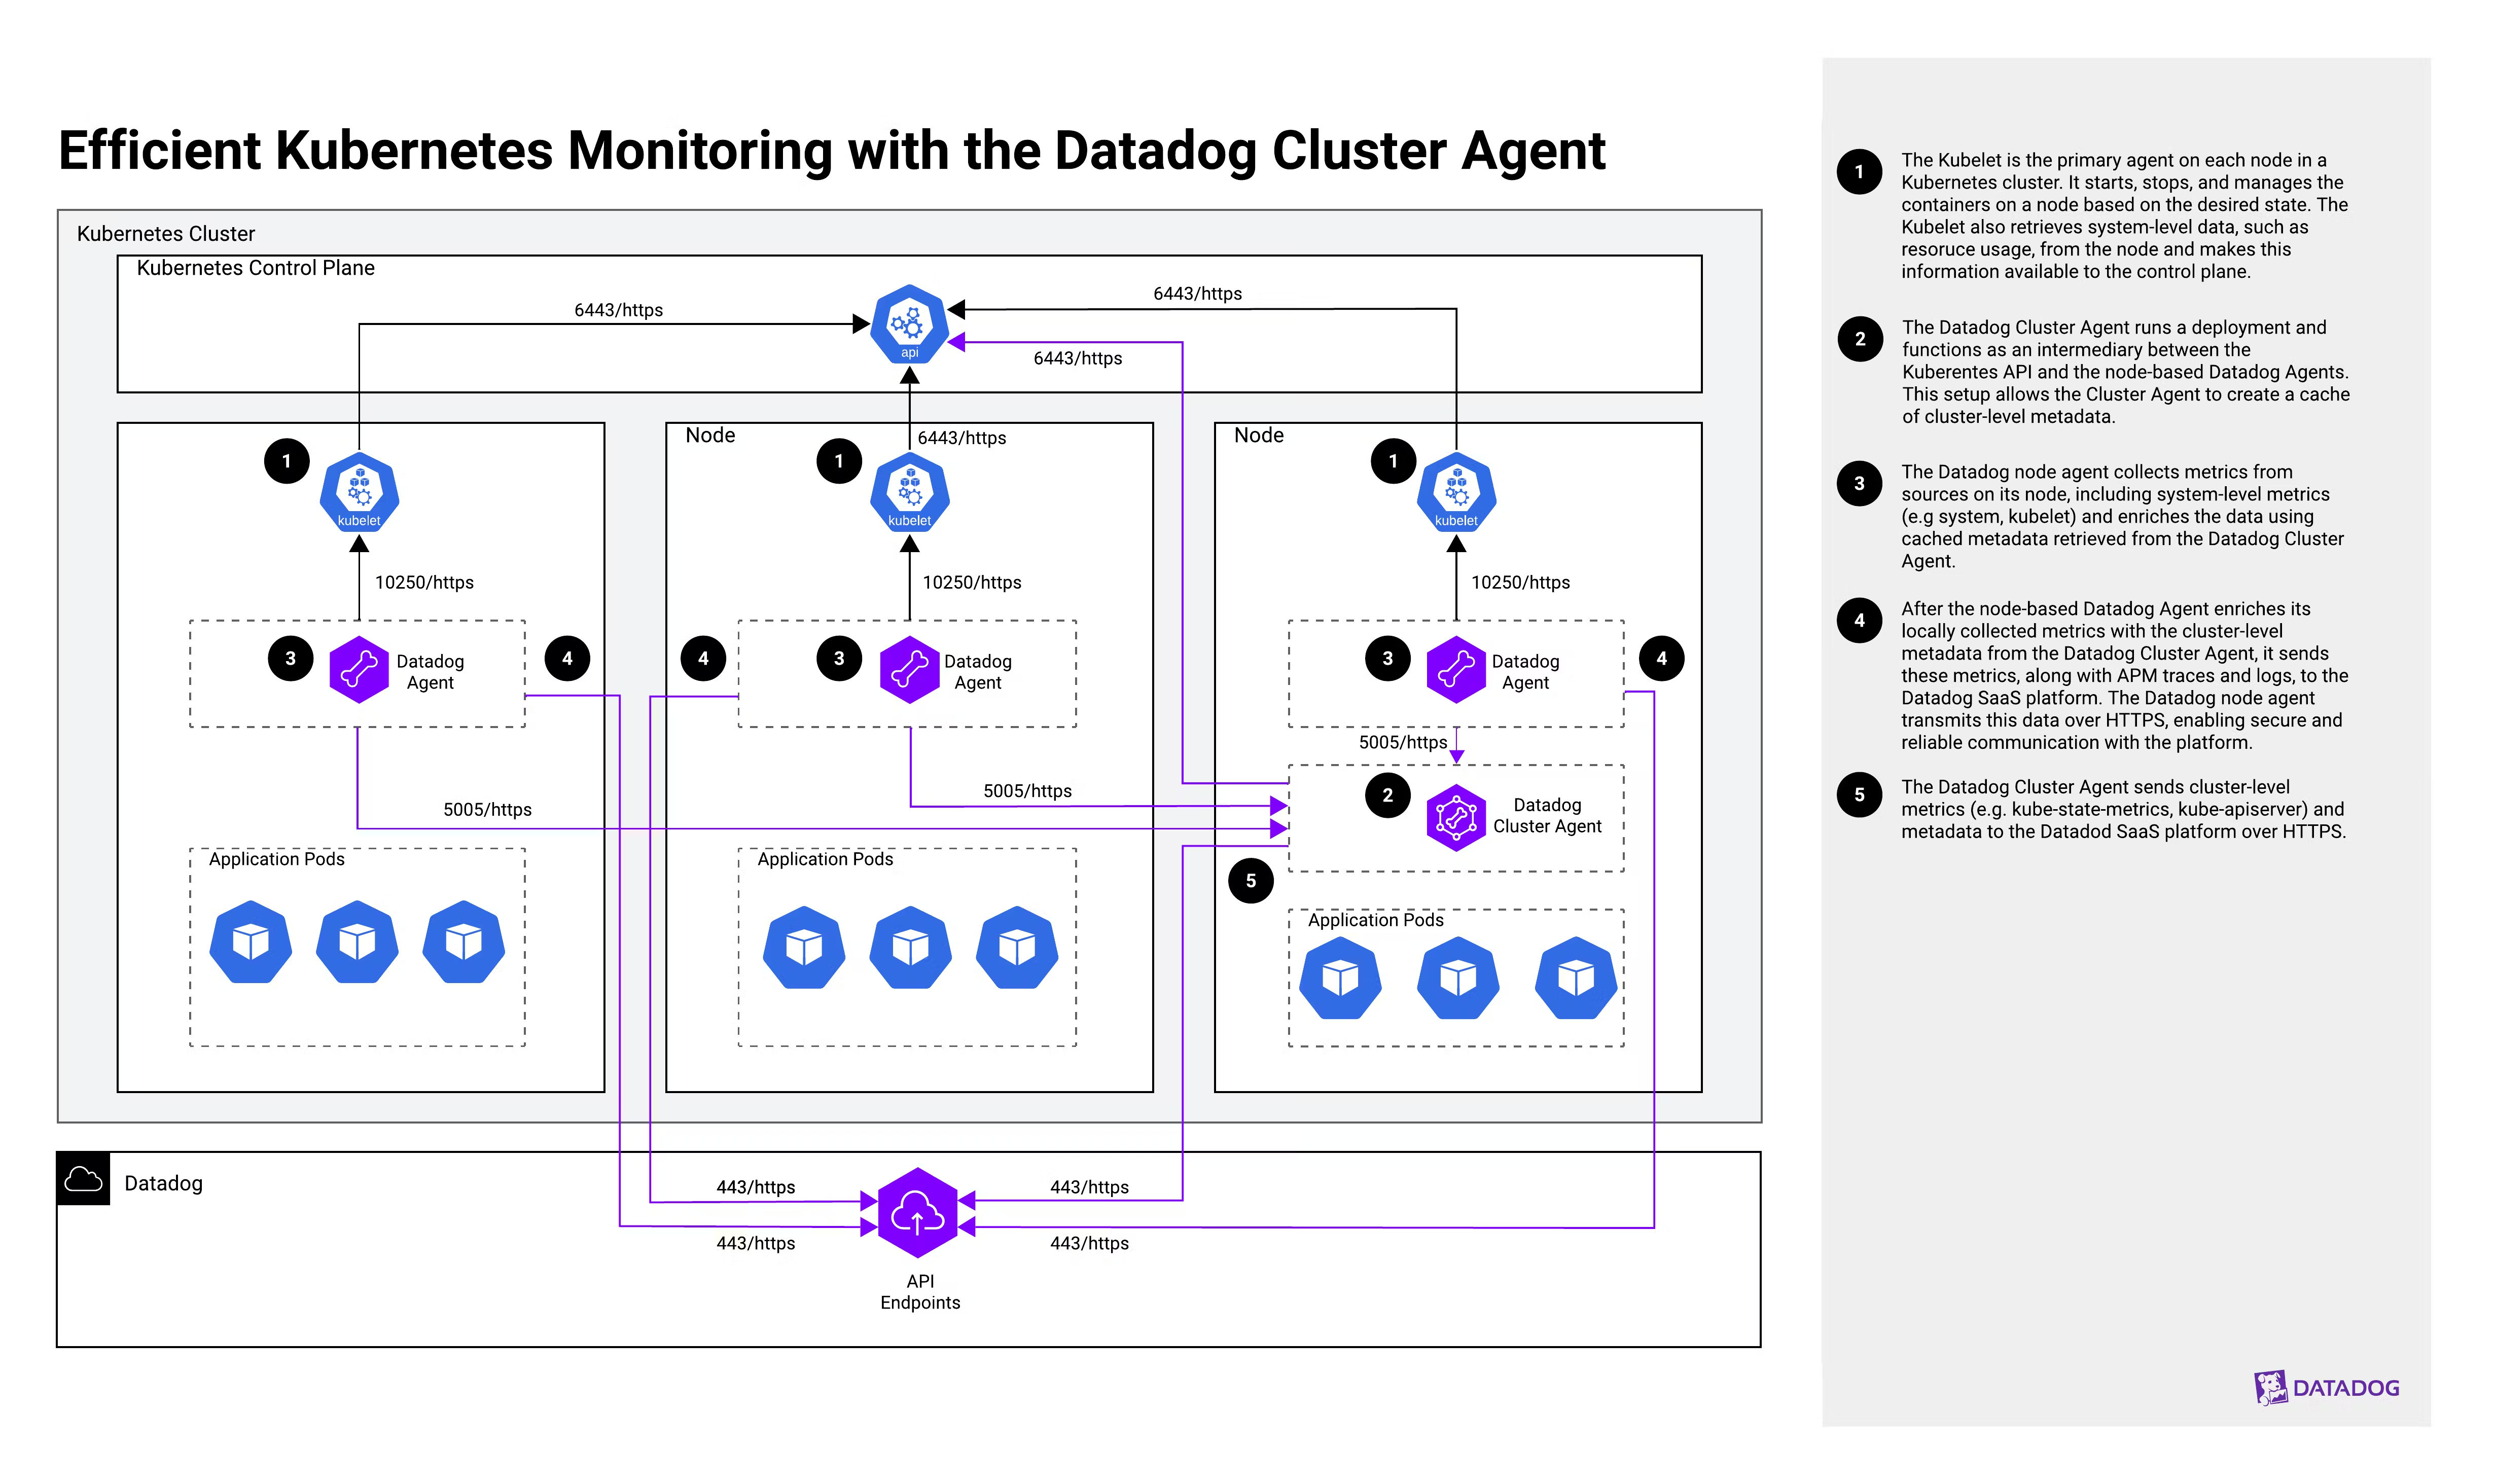 Efficient Kubernetes Monitoring with the Datadog Cluster Agent
Kubernetes Cluster
Kubernetes Control Plane
6443/https
6443/https
6443/https
api
Node
Node
6443/https
1
1
1
kubelet
kubelet
kubelet
10250/https
10250/https
10250/https
3
Datadog
Agent
4
4
3
Datadog
Agent
3
Datadog
Agent
4
5005/https
5005/https
5005/https
2
Datadog
Cluster Agent
5
Application Pods
Application Pods
Application Pods
Datadog
443/https
443/https
443/https
443/https
API
Endpoints
1
The Kubelet is the primary agent on each node in a
Kubernetes cluster. It starts, stops, and manages the
containers on a node based on the desired state. The
Kubelet also retrieves system-level data, such as
resoruce usage, from the node and makes this
information available to the control plane.
2
The Datadog Cluster Agent runs a deployment and
functions as an intermediary between the
Kuberentes API and the node-based Datadog Agents.
This setup allows the Cluster Agent to create a cache
of cluster-level metadata.
3
The Datadog node agent collects metrics from
sources on its node, including system-level metrics
(e.g system, kubelet) and enriches the data using
cached metadata retrieved from the Datadog Cluster
Agent.
4
After the node-based Datadog Agent enriches its
locally collected metrics with the cluster-level
metadata from the Datadog Cluster Agent, it sends
these metrics, along with APM traces and logs, to the
Datadog SaaS platform. The Datadog node agent
transmits this data over HTTPS, enabling secure and
reliable communication with the platform.
5
The Datadog Cluster Agent sends cluster-level
metrics (e.g. kube-state-metrics, kube-apiserver) and
metadata to the Datadod SaaS platform over HTTPS.
DATADOG